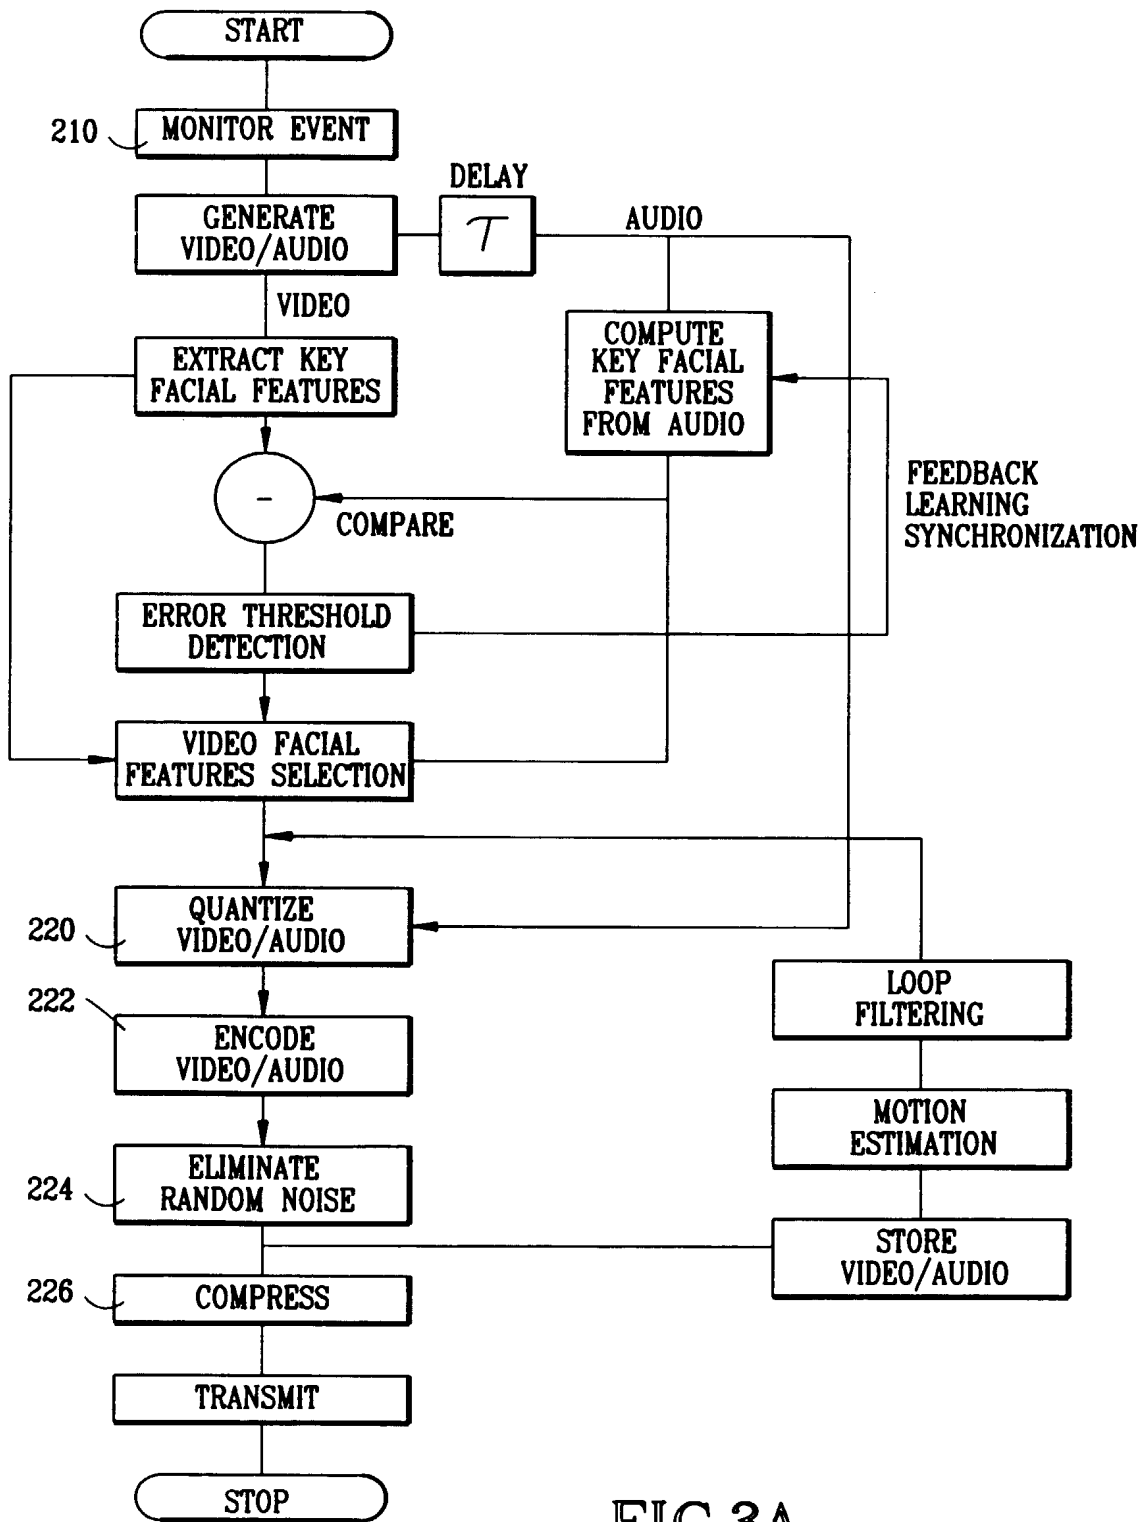 START
210
MONITOR EVENT
DELAY
GENERATE
VIDEO/AUDIO
T
AUDIO
VIDEO
EXTRACT KEY
FACIAL FEATURES
COMPUTE
KEY FACIAL
FEATURES
FROM AUDIO
-
COMPARE
FEEDBACK
LEARNING
SYNCHRONIZATION
ERROR THRESHOLD
DETECTION
VIDEO FACIAL
FEATURES SELECTION
220
QUANTIZE
VIDEO/AUDIO
LOOP
FILTERING
222
ENCODE
VIDEO/AUDIO
MOTION
ESTIMATION
224
ELIMINATE
RANDOM NOISE
STORE
VIDEO/AUDIO
226
COMPRESS
TRANSMIT
STOP
FIG.3A